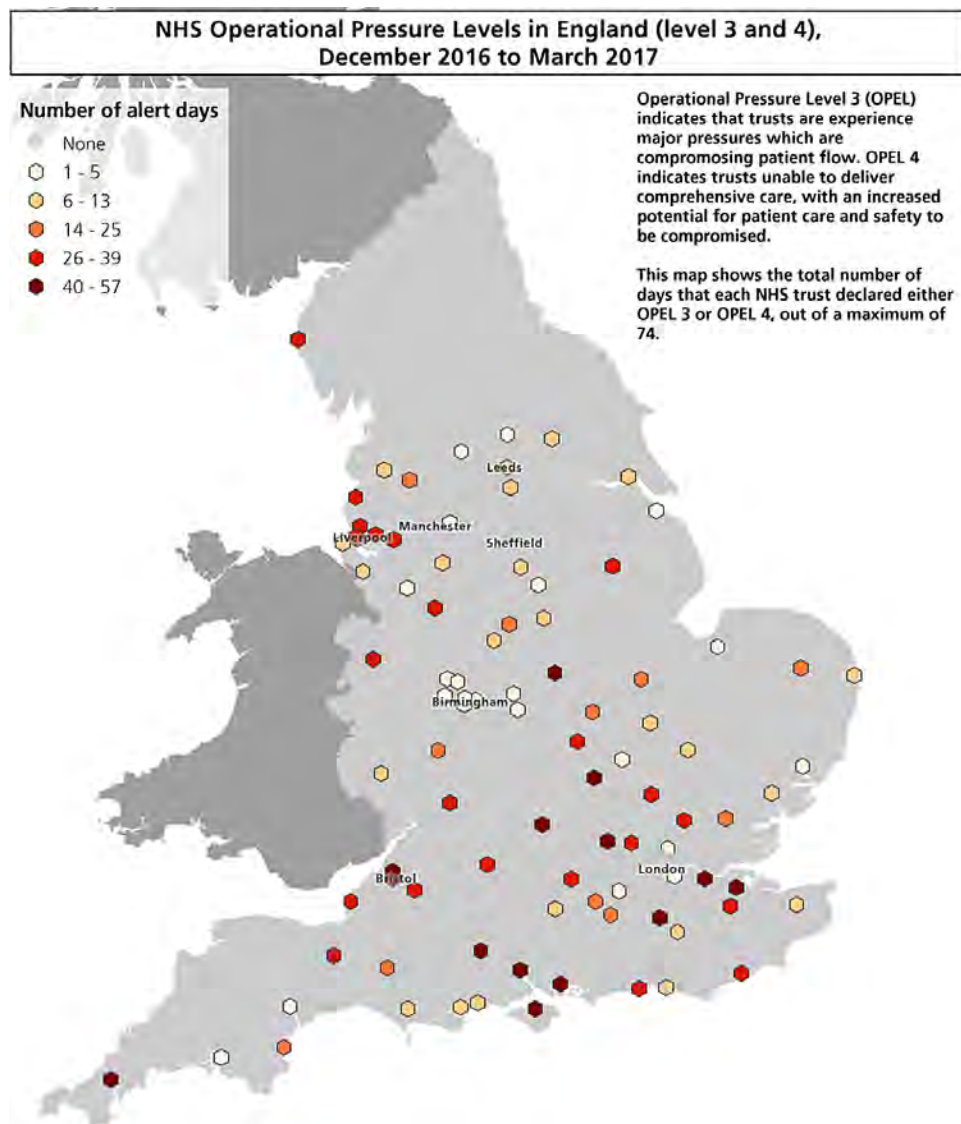 NHS Operational Pressure Levels in England (level 3 and 4),
December 2016 to March 2017
Number of alert days
None
1 - 5
6 - 13
14 - 25
26 - 39
40 - 57
Operational Pressure Level 3 (OPEL)
indicates that trusts are experience
major pressures which are
compromosing patient flow. OPEL 4
indicates trusts unable to deliver
comprehensive care, with an increased
potential for patient care and safety to
be compromised.
This map shows the total number of
days that each NHS trust declared either
OPEL 3 or OPEL 4, out of a maximum of
74.
Leeds
Manchester
Liverpool
Sheffield
Birmingham
London
Bristol